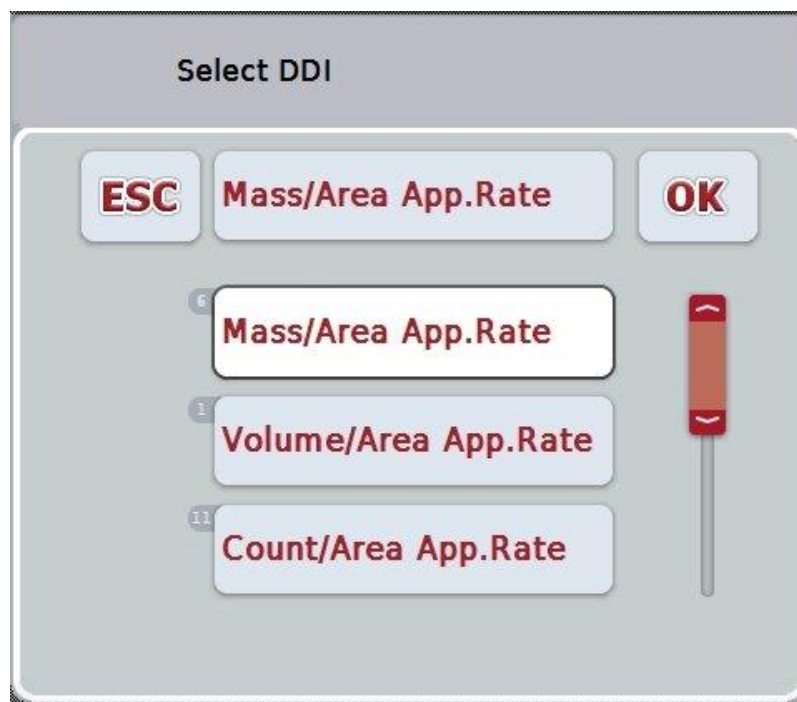 Select DDI
ESC Mass/Area App.Rate OK
6 Mass/Area App.Rate
1 Volume/Area App.Rate
11 Count/Area App.Rate